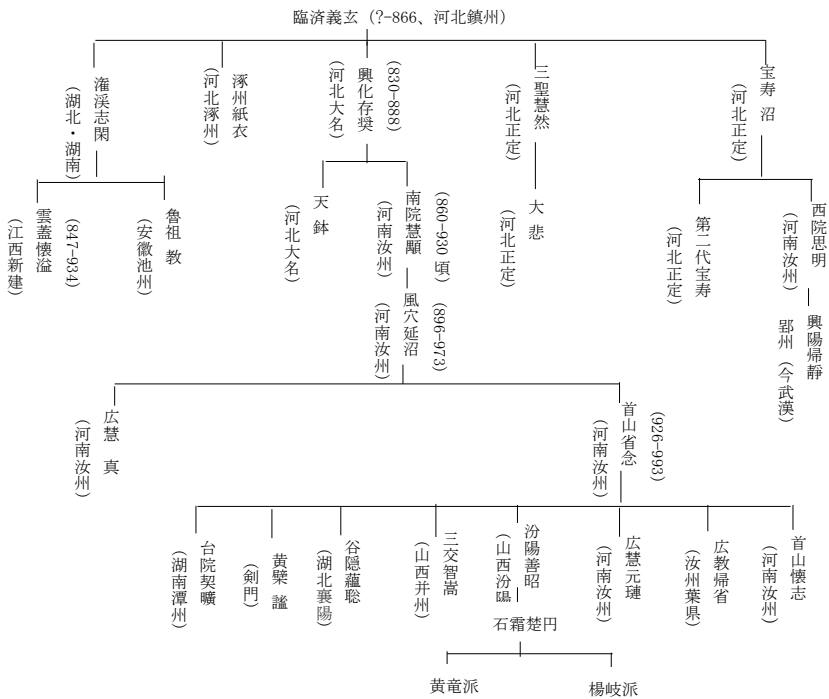 臨済義玄（?-866、河北鎮州）
宝寿 沼
（河北正定）
三聖慧然
（河北正定）
（830-888）
興化存奨
（河北大名）
涿州紙衣
（河北涿州）
灌溪志閑
（湖北・湖南）
西院思明
（河南汝州）
興陽帰静
郢州（今武漢）
第二代宝寿
（河北正定）
大 悲
（河北正定）
（860-930 頃）
南院慧顒
（河南汝州）
天 鉢
（河北大名）
魯祖 教
（安徽池州）
（847-934）
雲蓋懐溢
（江西新建）
（896-973）
風穴延沼
（河南汝州）
（926-993）
首山省念
（河南汝州）
広慧 真
（河南汝州）
首山懐志
（河南汝州）
広教帰省
（汝州葉県）
広慧元璉
（河南汝州）
汾陽善昭
（山西汾陽
三交智嵩
（山西并州）
谷隠蘊聡
（湖北襄陽）
黄檗 謐
（剣門）
台院契曠
（湖南潭州）
石霜楚円
黄竜派
楊岐派